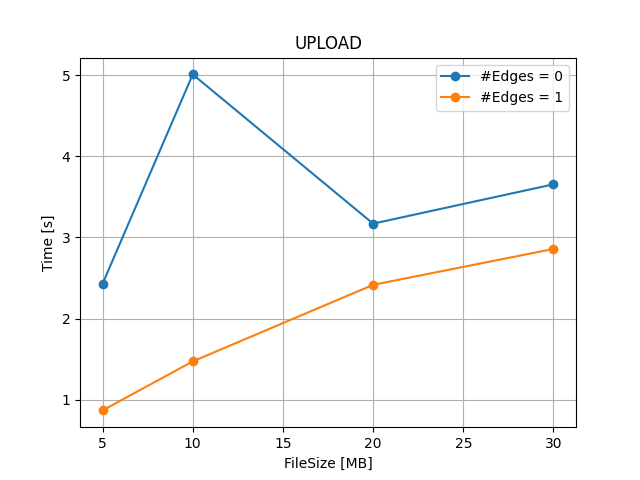 UPLOAD
#Edges = 0
#Edges = 1
5
4
3
2
1
Time [s]
5 10 15 20 25 30
FileSize [MB]